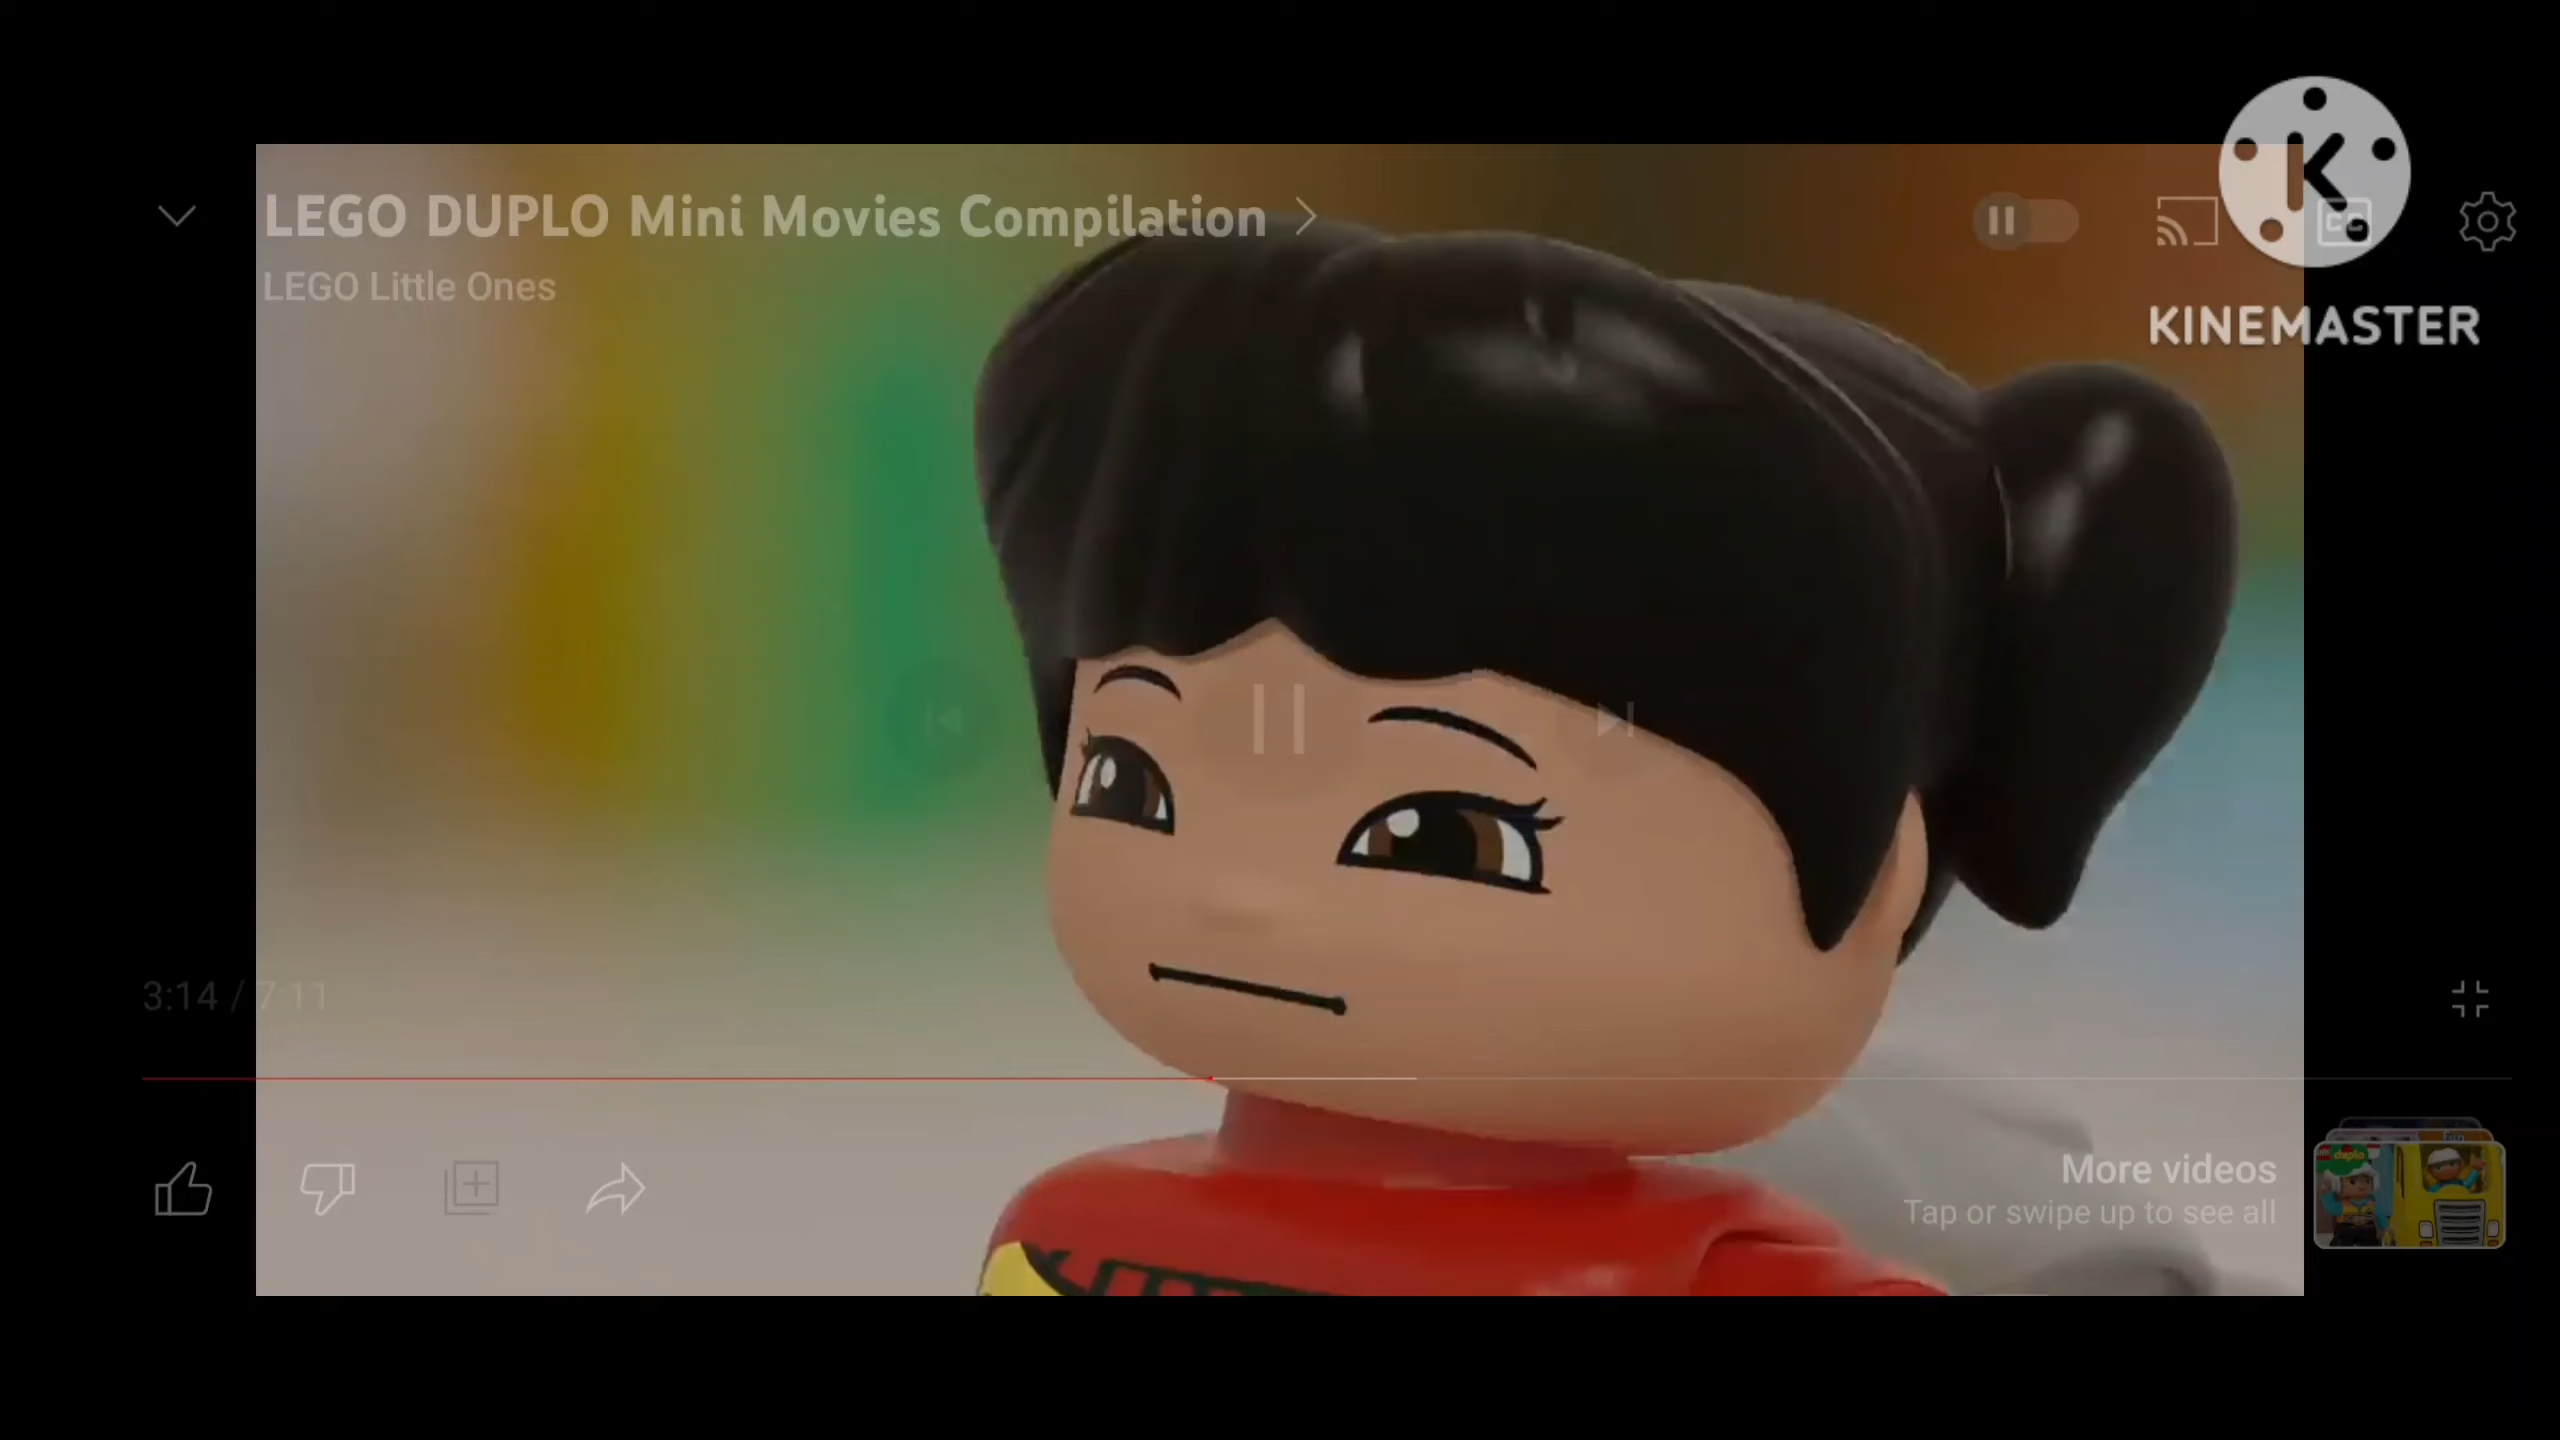 LEGO DUPLO Mini Movies Compilation
LEGO Little Ones
K
CC
KINEMASTER
3:14 / 7:11
More videos
Tap or swipe up to see all